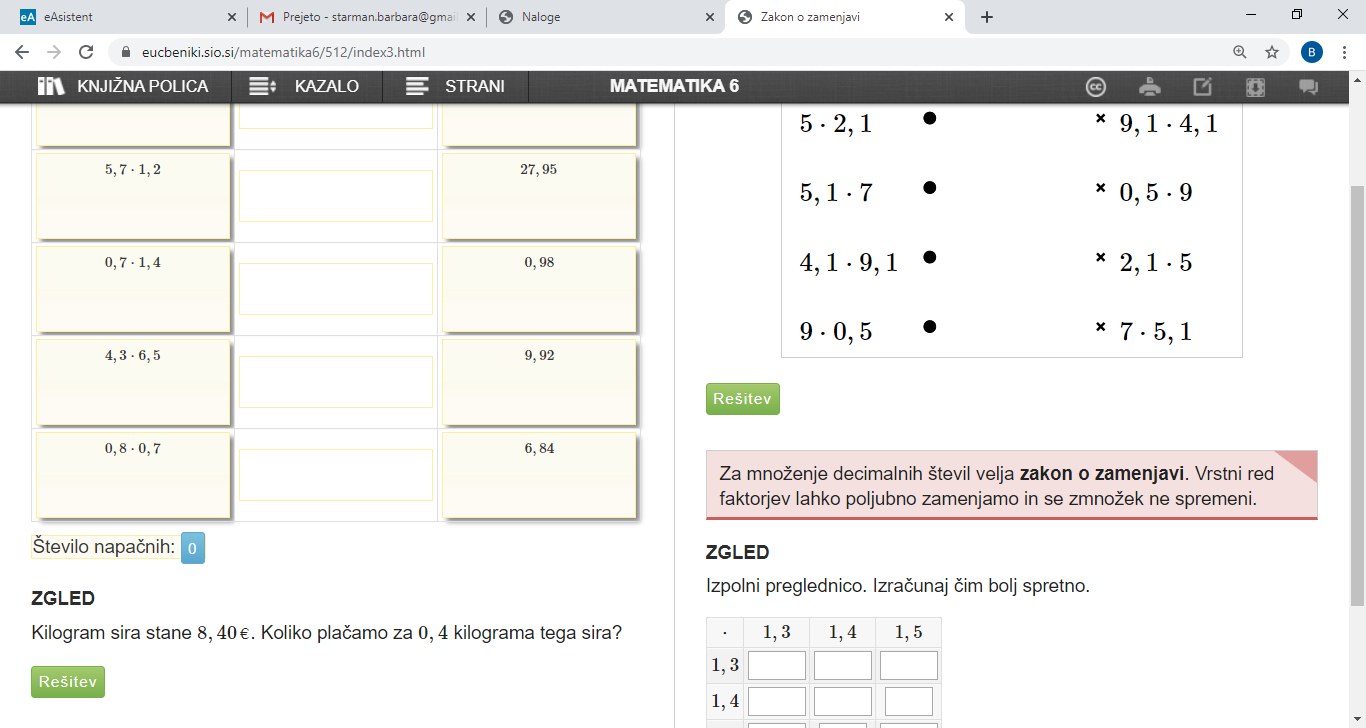 eA eAsistent
Prejeto - starman.barbara@gmai
Naloge
Zakon o zamenjavi
eucbeniki.sio.si/matematika6/512/index3.html
B
KNJIŽNA POLICA
KAZALO
STRANI
MATEMATIKA 6
cc
5,7 · 1,2
27,95
0,7 · 1,4
0,98
4,3 · 6,5
9,92
0,8 · 0,7
6,84
Število napačnih: 0
ZGLED
Kilogram sira stane 8,40 €. Koliko plačamo za 0,4 kilograma tega sira?
Rešitev
5 · 2,1 ● × 9,1 · 4,1
5,1 · 7 ● × 0,5 · 9
4,1 · 9,1 ● × 2,1 · 5
9 · 0,5 ● × 7 · 5,1
Rešitev
Za množenje decimalnih števil velja zakon o zamenjavi. Vrstni red
faktorjev lahko poljubno zamenjamo in se zmnožek ne spremeni.
ZGLED
Izpolni preglednico. Izračunaj čim bolj spretno.
· 1,3 1,4 1,5
1,3
1,4